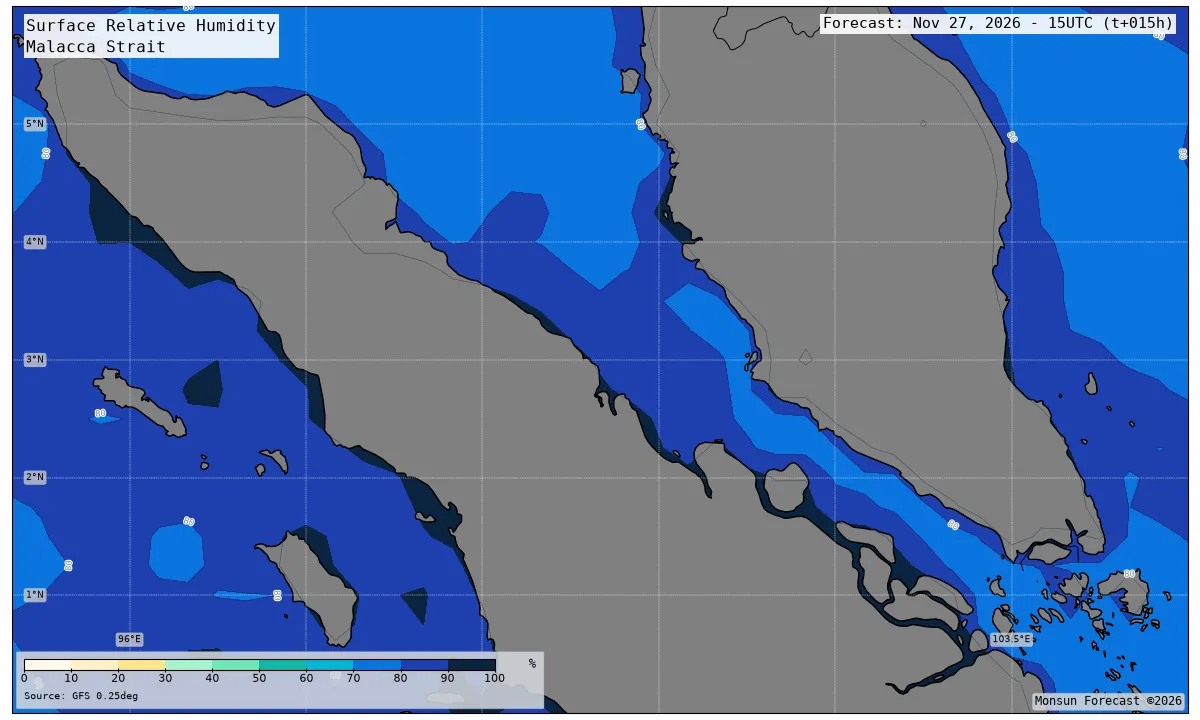 Surface Relative Humidity
Malacca Strait
Forecast: Nov 27, 2026 - 15UTC (t+015h)
80
80
80
80
80
80
5°N
4°N
3°N
80
2°N
80
80
80
80
80
1°N
96°E
103.5°E
%
0 10 20 30 40 50 60 70 80 90 100
Source: GFS 0.25deg
Monsun Forecast ©2026